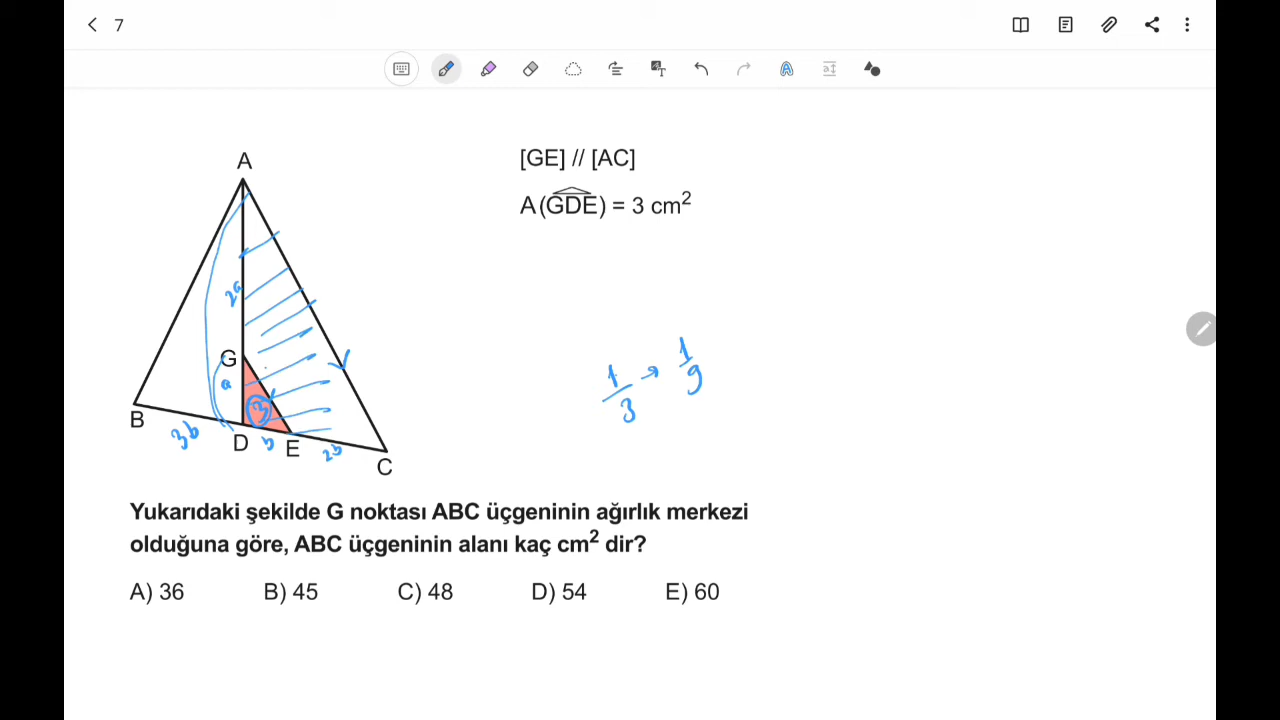 7
A
[GE] // [AC]
A(GDE) = 3 cm²
2a
G
a
3
1/3 → 1/9
B
3b
D
b
E
2b
C
Yukarıdaki şekilde G noktası ABC üçgeninin ağırlık merkezi
olduğuna göre, ABC üçgeninin alanı kaç cm² dir?
A) 36 B) 45 C) 48 D) 54 E) 60